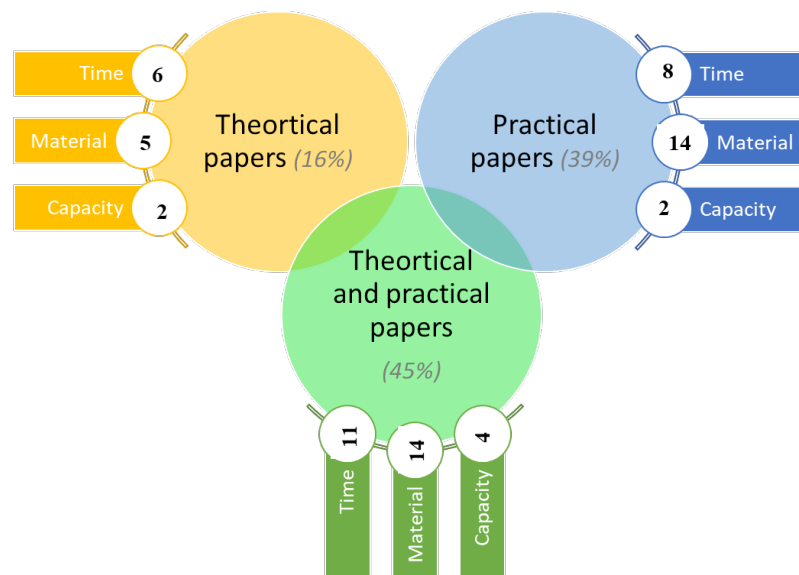 Time 6
Material 5
Capacity 2
Theortical
papers (16%)
Practical
papers (39%)
8 Time
14 Material
2 Capacity
Theortical
and practical
papers
(45%)
11 Time
14 Material
4 Capacity